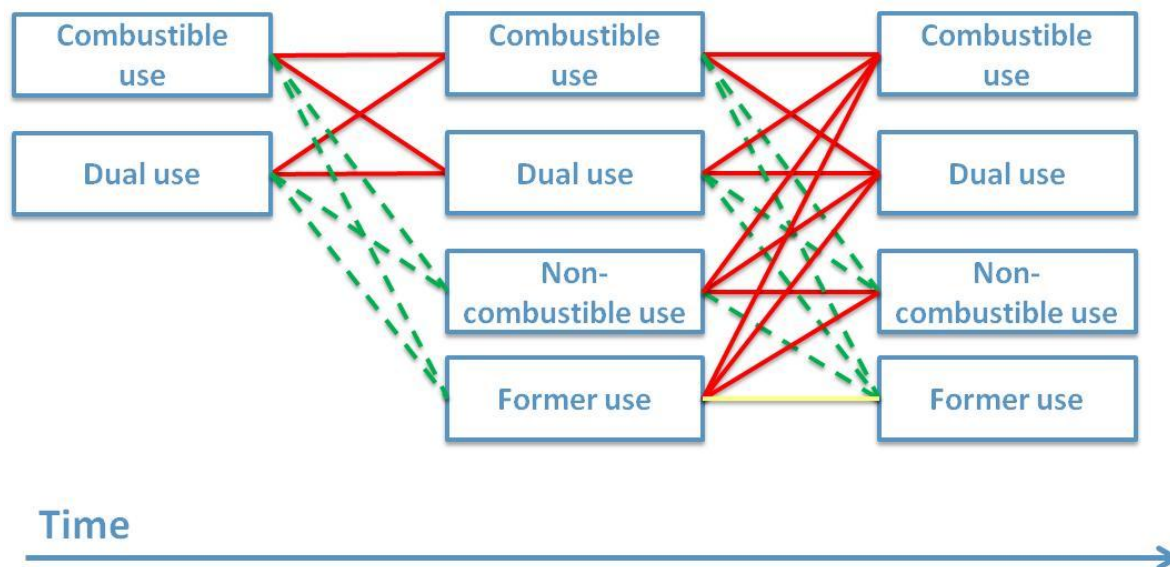 Combustible
use
Combustible
use
Combustible
use
Dual use
Dual use
Dual use
Non-
combustible use
Non-
combustible use
Former use
Former use
Time